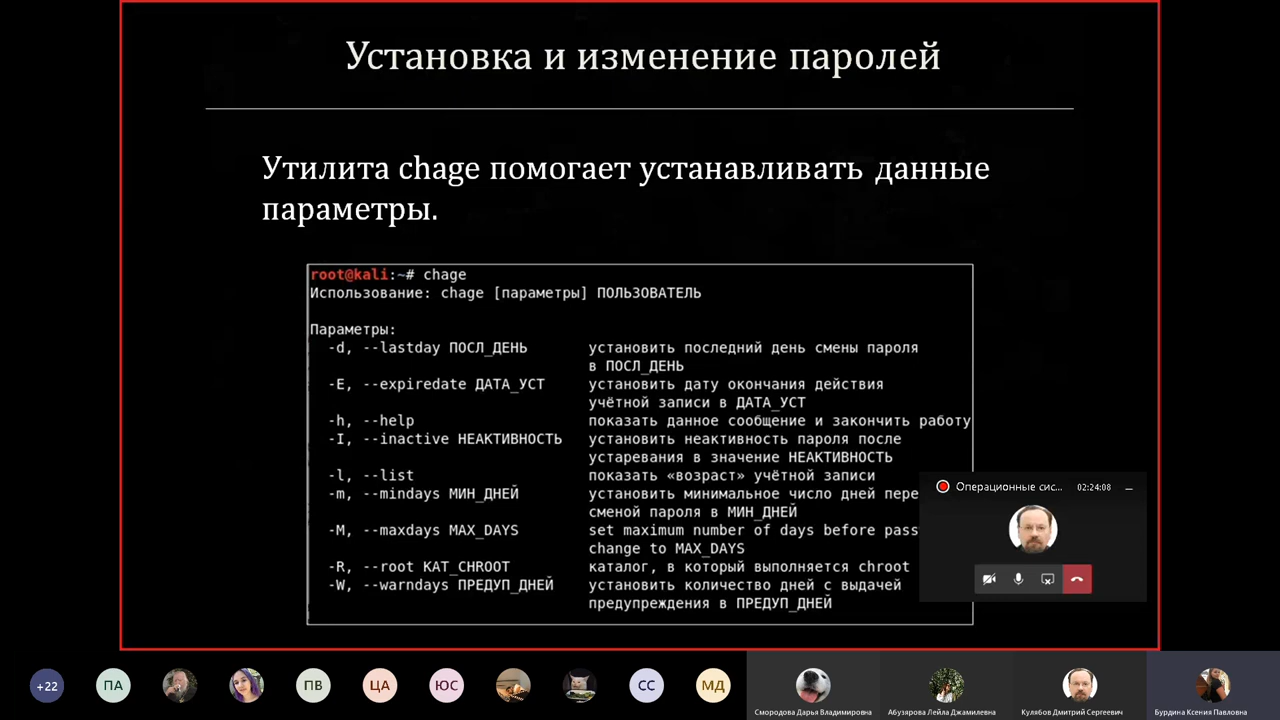 Установка и изменение паролей
Утилита chage помогает устанавливать данные
параметры.
root@kali:~# chage
Использование: chage [параметры] ПОЛЬЗОВАТЕЛЬ
Параметры:
-d, --lastday ПОСЛ_ДЕНЬ установить последний день смены пароля
в ПОСЛ_ДЕНЬ
-E, --expiredate ДАТА_УСТ установить дату окончания действия
учётной записи в ДАТА_УСТ
-h, --help показать данное сообщение и закончить работу
-I, --inactive НЕАКТИВНОСТЬ установить неактивность пароля после
устаревания в значение НЕАКТИВНОСТЬ
-l, --list показать «возраст» учётной записи
-m, --mindays МИН_ДНЕЙ установить минимальное число дней пере
сменой пароля в МИН_ДНЕЙ
-M, --maxdays MAX_DAYS set maximum number of days before pass
change to MAX_DAYS
-R, --root КАТ_CHROOT каталог, в который выполняется chroot
-W, --warndays ПРЕДУП_ДНЕЙ установить количество дней с выдачей
предупреждения в ПРЕДУП_ДНЕЙ
Операционные сис... 02:24:08
+22 ПА ПВ ЦА ЮС СС МД
Смородова Дарья Владимировна Абузярова Лейла Джамилевна Кулябов Дмитрий Сергеевич Бурдина Ксения Павловна